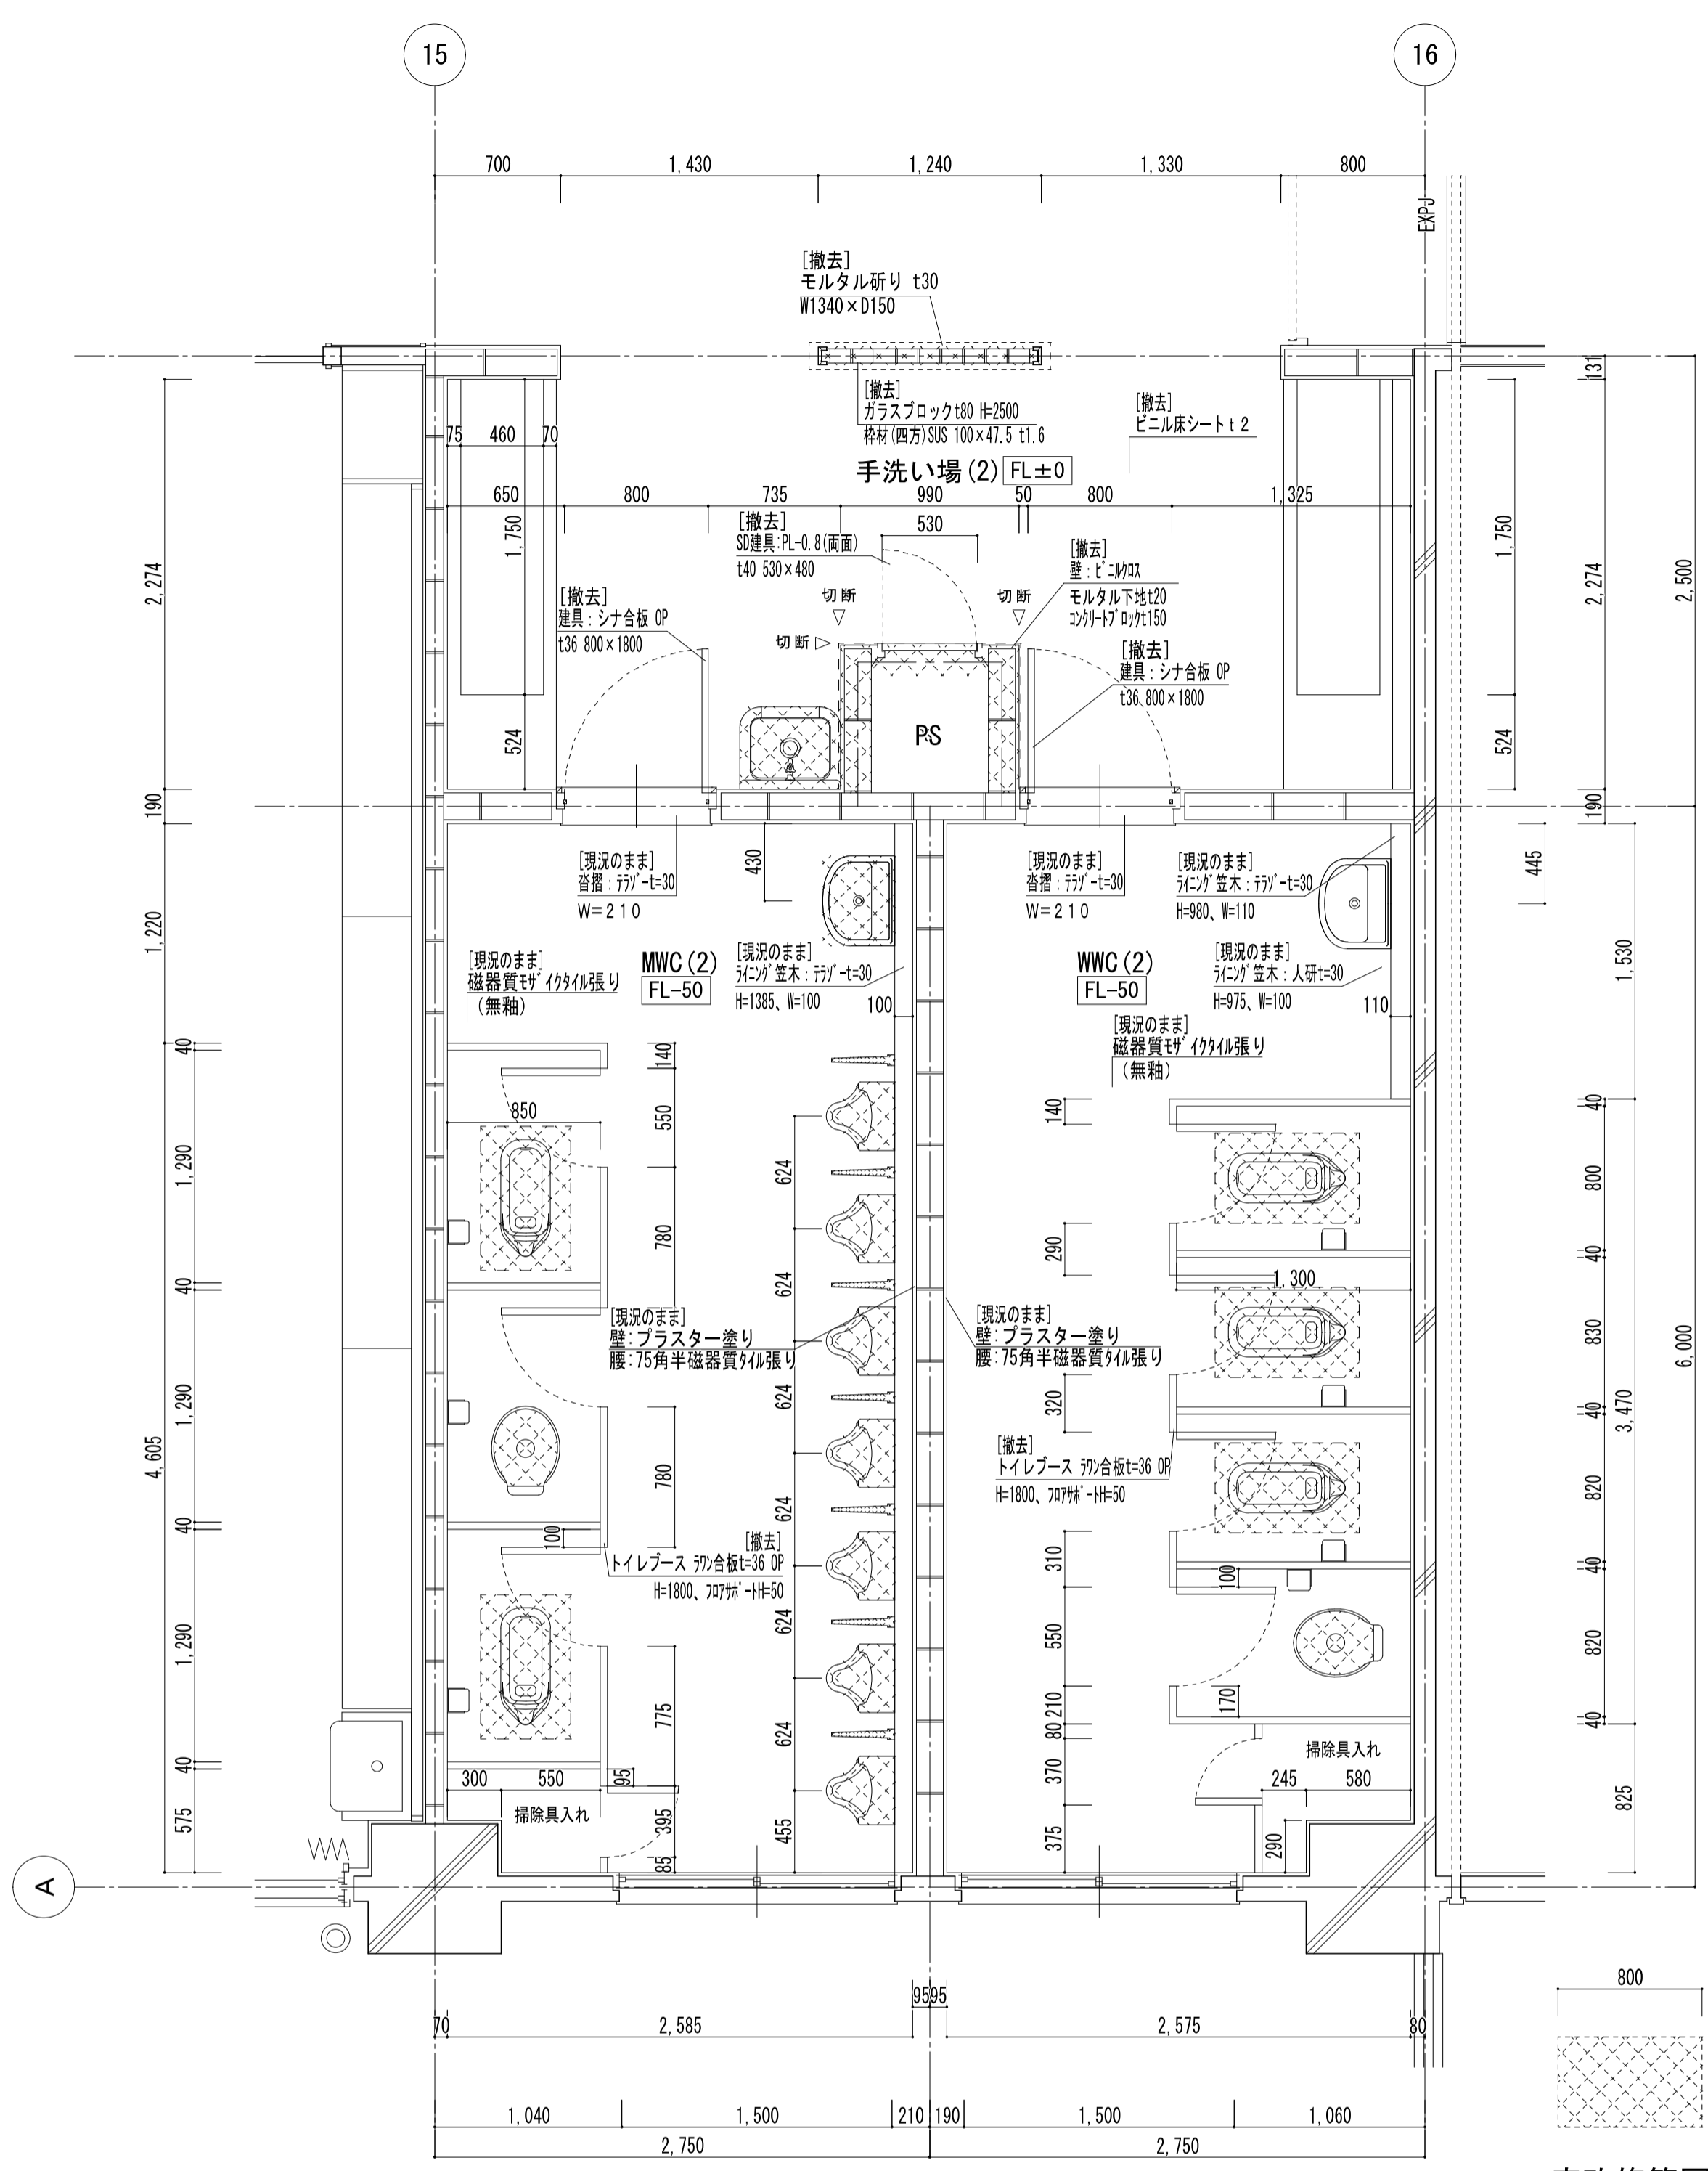 15
16
700
1,430
1,240
1,330
800
EXPJ
[撤去]
モルタル斫り t30
W1340×D150
[撤去]
ガラスブロックt80 H=2500
枠材(四方)SUS 100×47.5 t1.6
[撤去]
ビニル床シートt2
手洗い場(2) FL±0
131
75
460
70
650
800
735
990
50
800
1,325
530
1,750
524
2,274
190
1,220
1,750
524
2,274
190
2,500
[撤去]
SD建具:PL-0.8(両面)
t40 530×480
[撤去]
壁:ビニルクロス
モルタル下地t20
コンクリートブロックt150
切断
切断
切断
[撤去]
建具:シナ合板 OP
t36 800×1800
[撤去]
建具:シナ合板 OP
t36 800×1800
PS
430
445
[現況のまま]
沓摺:テラゾーt=30
W=210
[現況のまま]
沓摺:テラゾーt=30
W=210
[現況のまま]
ライニング笠木:テラゾーt=30
H=980、W=110
[現況のまま]
磁器質モザイクタイル張り
(無釉)
MWC(2)
FL-50
[現況のまま]
ライニング笠木:テラゾーt=30
H=1385、W=100
100
WWC(2)
FL-50
[現況のまま]
ライニング笠木:人研t=30
H=975、W=100
110
[現況のまま]
磁器質モザイクタイル張り
(無釉)
1,530
40
140
850
550
1,290
780
624
40
140
40
800
290
40
1,300
624
40
[現況のまま]
壁:プラスター塗り
腰:75角半磁器質タイル張り
[現況のまま]
壁:プラスター塗り
腰:75角半磁器質タイル張り
830
6,000
624
320
40
3,470
1,290
4,605
780
624
[撤去]
トイレブース ラワン合板t=36 OP
H=1800、フロアサポートH=50
820
40
100
[撤去]
トイレブース ラワン合板t=36 OP
H=1800、フロアサポートH=50
310
100
40
624
550
820
1,290
775
624
210
170
40
80
370
掃除具入れ
245
580
40
95
300
550
掃除具入れ
575
395
85
455
375
290
825
A
95
95
70
2,585
2,575
80
800
1,040
1,500
210
190
1,500
1,060
2,750
2,750